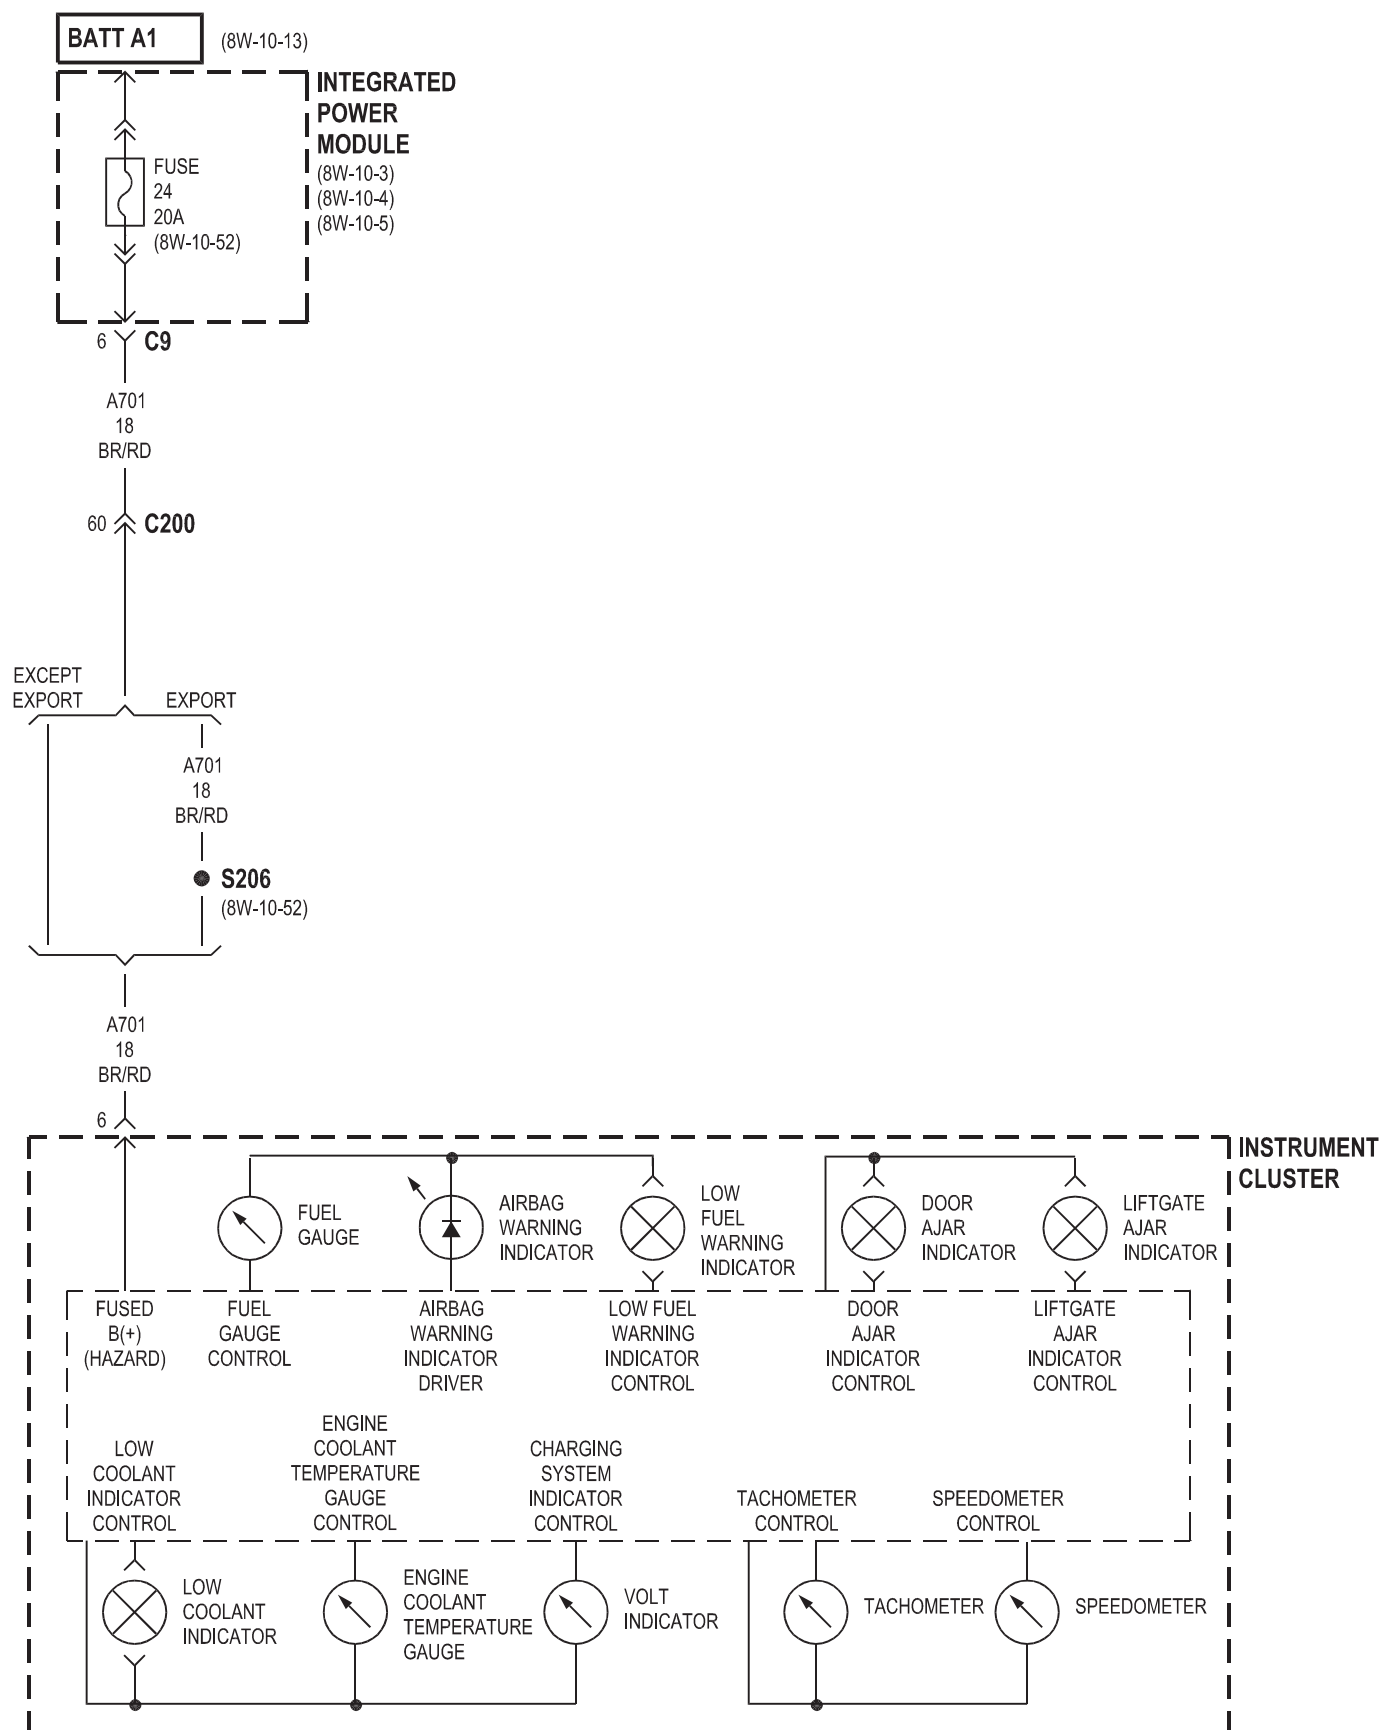 BATT A1
(8W-10-13)
INTEGRATED
POWER
MODULE
(8W-10-3)
(8W-10-4)
(8W-10-5)
FUSE
24
20A
(8W-10-52)
6
C9
A701
18
BR/RD
60
C200
EXCEPT
EXPORT
EXPORT
A701
18
BR/RD
S206
(8W-10-52)
A701
18
BR/RD
6
INSTRUMENT
CLUSTER
FUEL
GAUGE
AIRBAG
WARNING
INDICATOR
LOW
FUEL
WARNING
INDICATOR
DOOR
AJAR
INDICATOR
LIFTGATE
AJAR
INDICATOR
FUSED
B(+)
(HAZARD)
FUEL
GAUGE
CONTROL
AIRBAG
WARNING
INDICATOR
DRIVER
LOW FUEL
WARNING
INDICATOR
CONTROL
DOOR
AJAR
INDICATOR
CONTROL
LIFTGATE
AJAR
INDICATOR
CONTROL
LOW
COOLANT
INDICATOR
CONTROL
ENGINE
COOLANT
TEMPERATURE
GAUGE
CONTROL
CHARGING
SYSTEM
INDICATOR
CONTROL
TACHOMETER
CONTROL
SPEEDOMETER
CONTROL
LOW
COOLANT
INDICATOR
ENGINE
COOLANT
TEMPERATURE
GAUGE
VOLT
INDICATOR
TACHOMETER
SPEEDOMETER